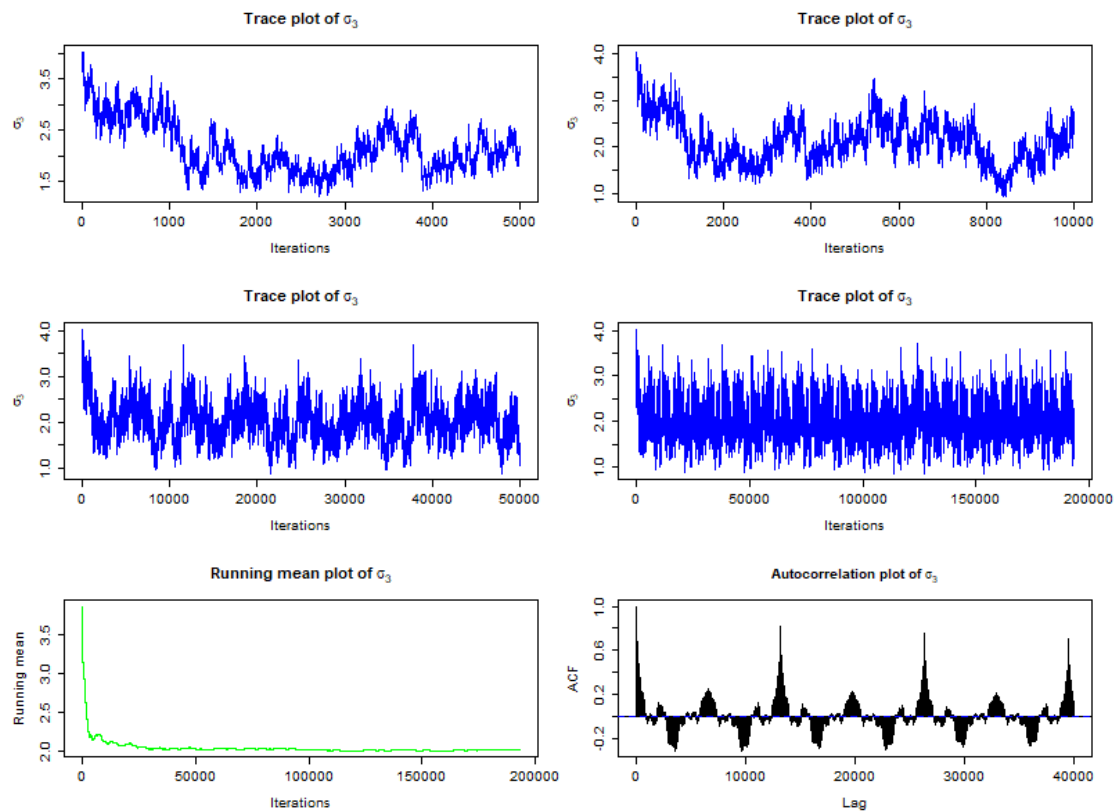 Trace plot of σ₃
σ₃
1.5 2.5 3.5
0 1000 2000 3000 4000 5000
Iterations
Trace plot of σ₃
σ₃
1.0 2.0 3.0 4.0
0 2000 4000 6000 8000 10000
Iterations
Trace plot of σ₃
σ₃
1.0 2.0 3.0 4.0
0 10000 20000 30000 40000 50000
Iterations
Trace plot of σ₃
σ₃
1.0 2.0 3.0 4.0
0 50000 100000 150000 200000
Iterations
Running mean plot of σ₃
Running mean
2.0 2.5 3.0 3.5
0 50000 100000 150000 200000
Iterations
Autocorrelation plot of σ₃
ACF
-0.2 0.2 0.6 1.0
0 10000 20000 30000 40000
Lag